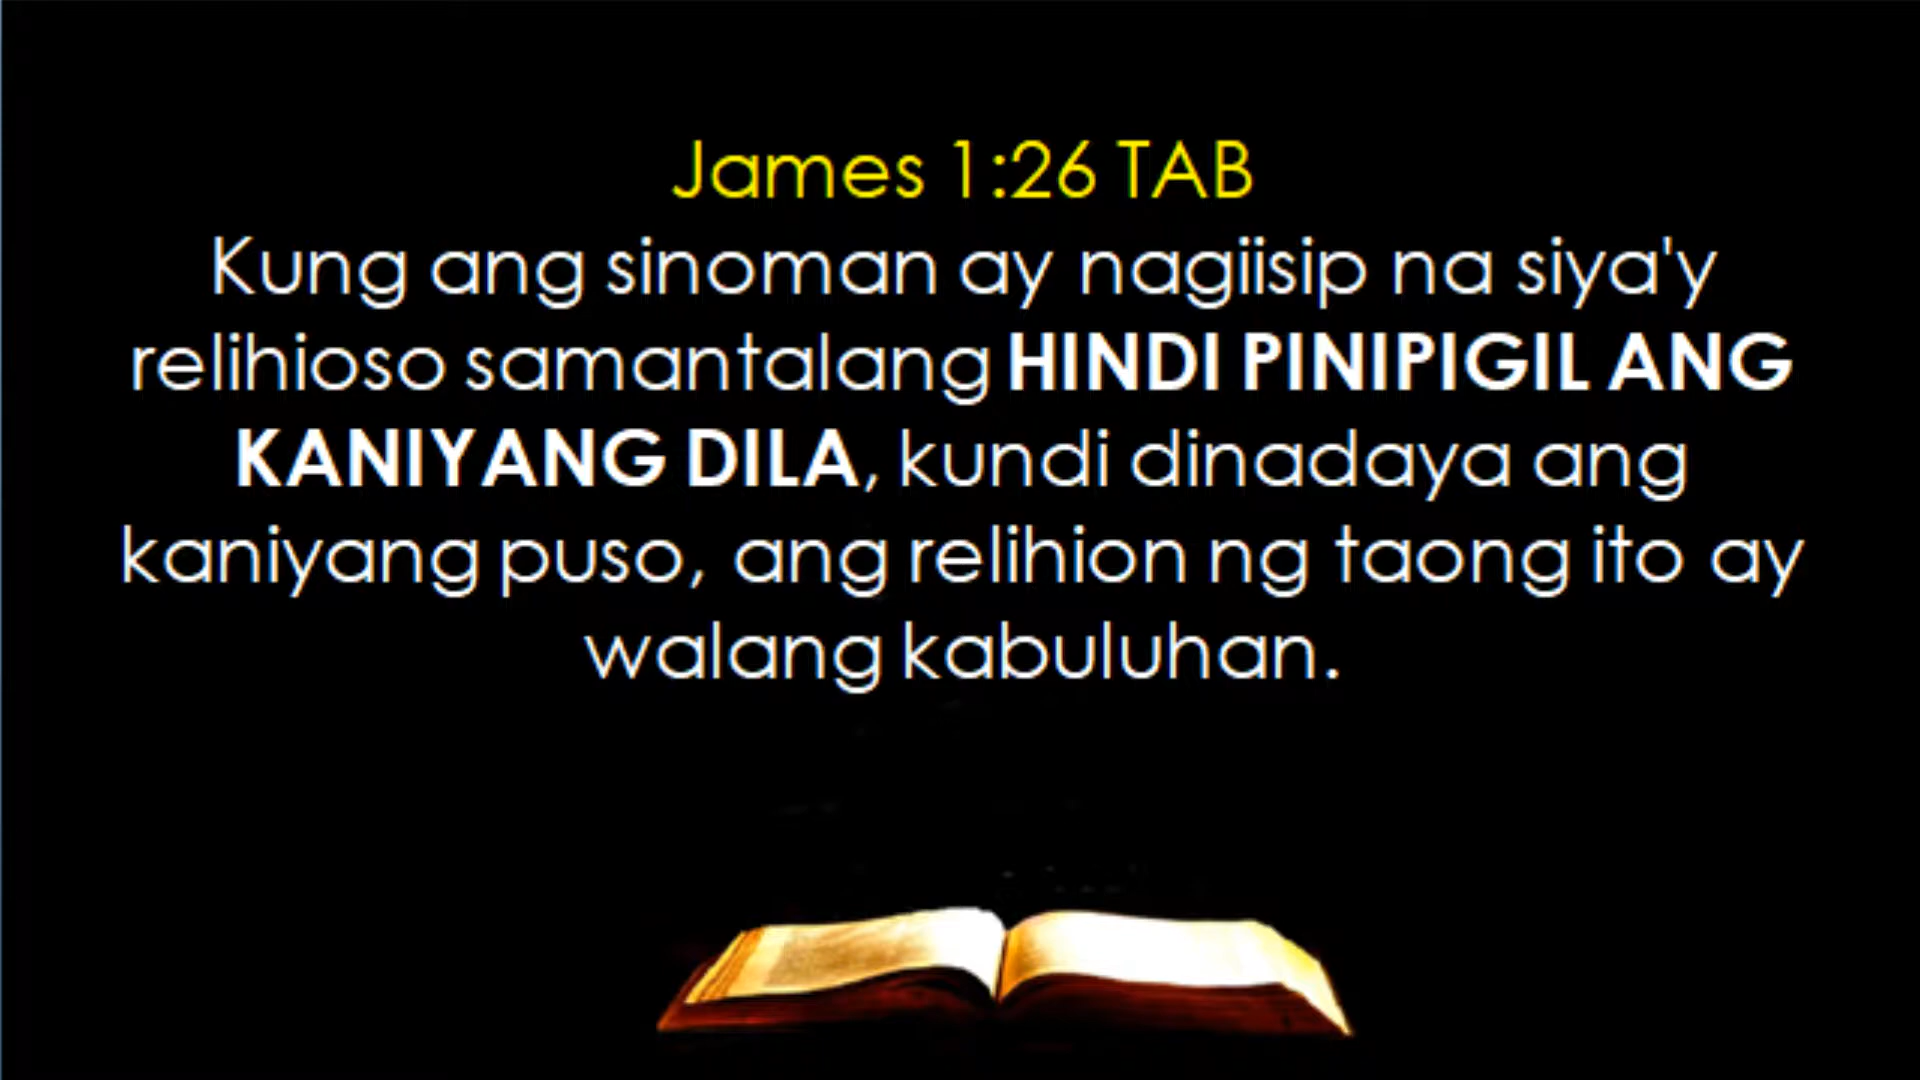 James 1:26 TAB
Kung ang sinoman ay nagiisip na siya'y
relihioso samantalang HINDI PINIPIGIL ANG
KANIYANG DILA, kundi dinadaya ang
kaniyang puso, ang relihion ng taong ito ay
walang kabuluhan.